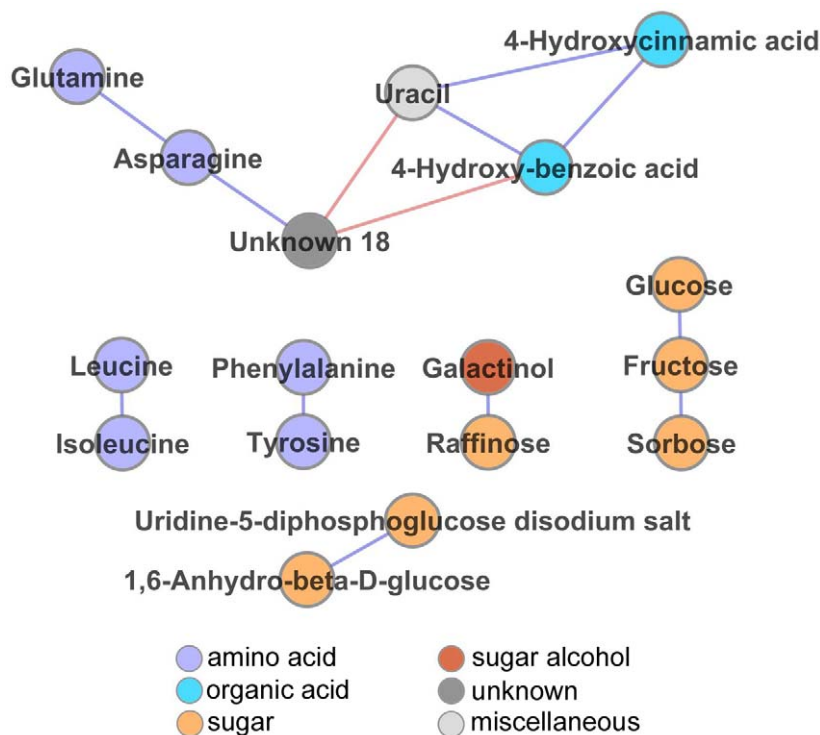 4-Hydroxycinnamic acid
Glutamine
Uracil
Asparagine
4-Hydroxy-benzoic acid
Unknown 18
Glucose
Leucine
Phenylalanine
Galactinol
Fructose
Isoleucine
Tyrosine
Raffinose
Sorbose
Uridine-5-diphosphoglucose disodium salt
1,6-Anhydro-beta-D-glucose
amino acid
sugar alcohol
organic acid
unknown
sugar
miscellaneous